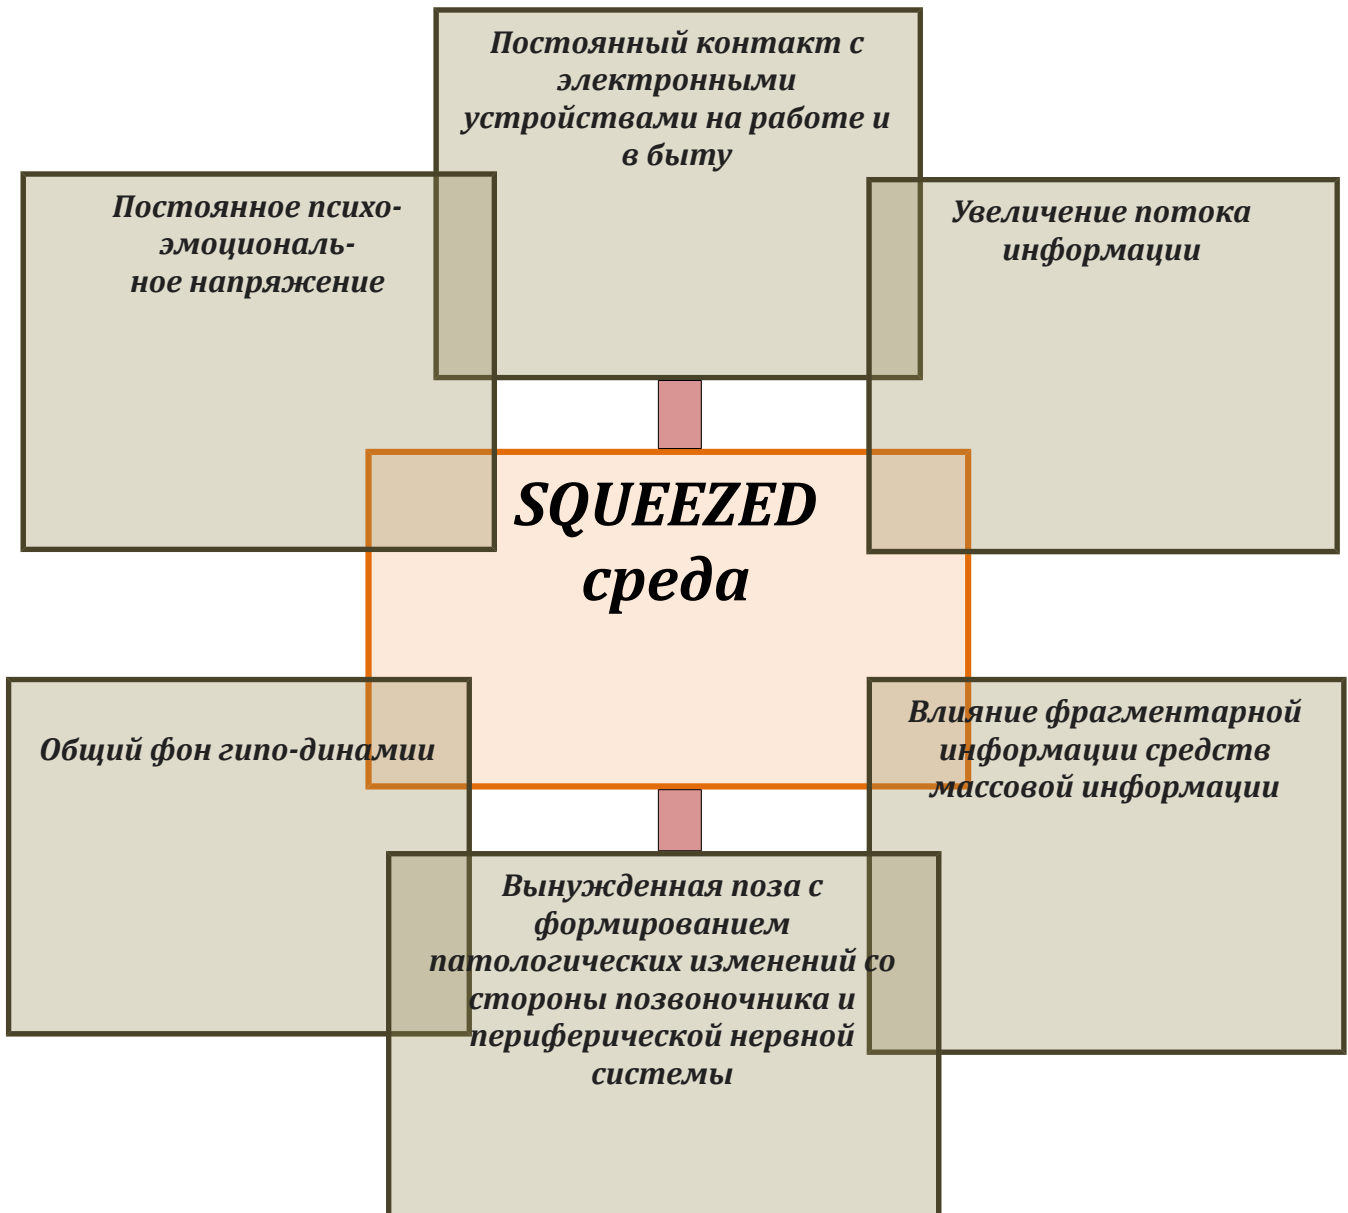 Постоянный контакт с
электронными
устройствами на работе и
в быту
Постоянное психо-
эмоциональ-
ное напряжение
Увеличение потока
информации
SQUEEZED
среда
Общий фон гипо-динамии
Влияние фрагментарной
информации средств
массовой информации
Вынужденная поза с
формированием
патологических изменений со
стороны позвоночника и
периферической нервной
системы